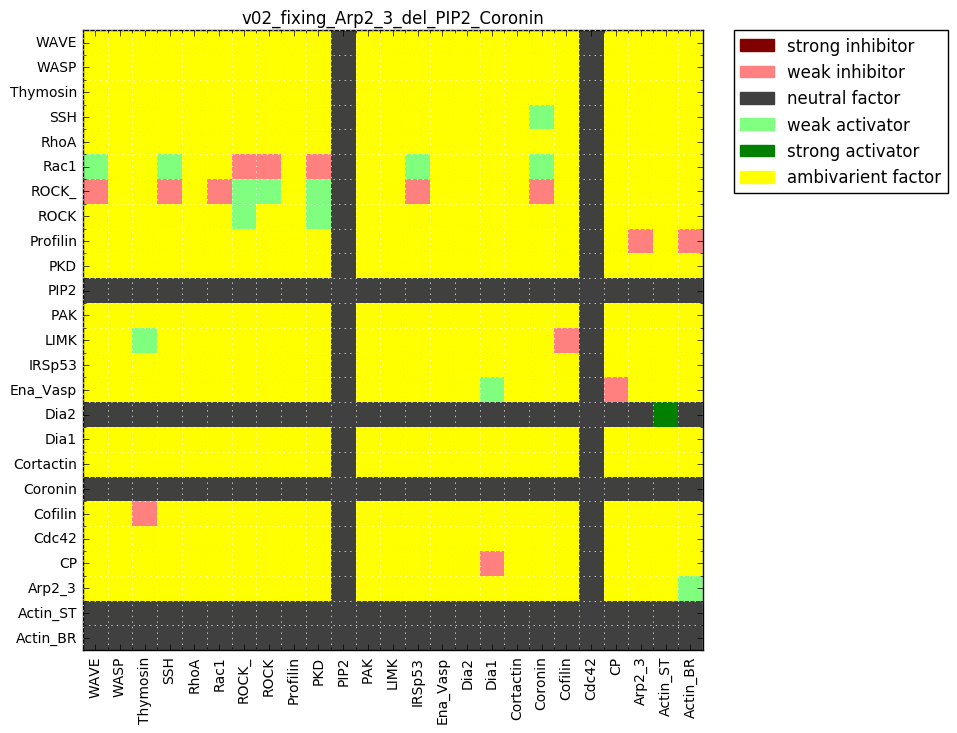 v02_fixing_Arp2_3_del_PIP2_Coronin
WAVE
WASP
Thymosin
SSH
RhoA
Rac1
ROCK_
ROCK
Profilin
PKD
PIP2
PAK
LIMK
IRSp53
Ena_Vasp
Dia2
Dia1
Cortactin
Coronin
Cofilin
Cdc42
CP
Arp2_3
Actin_ST
Actin_BR
WAVE
WASP
Thymosin
SSH
RhoA
Rac1
ROCK_
ROCK
Profilin
PKD
PIP2
PAK
LIMK
IRSp53
Ena_Vasp
Dia2
Dia1
Cortactin
Coronin
Cofilin
Cdc42
CP
Arp2_3
Actin_ST
Actin_BR
strong inhibitor
weak inhibitor
neutral factor
weak activator
strong activator
ambivarient factor